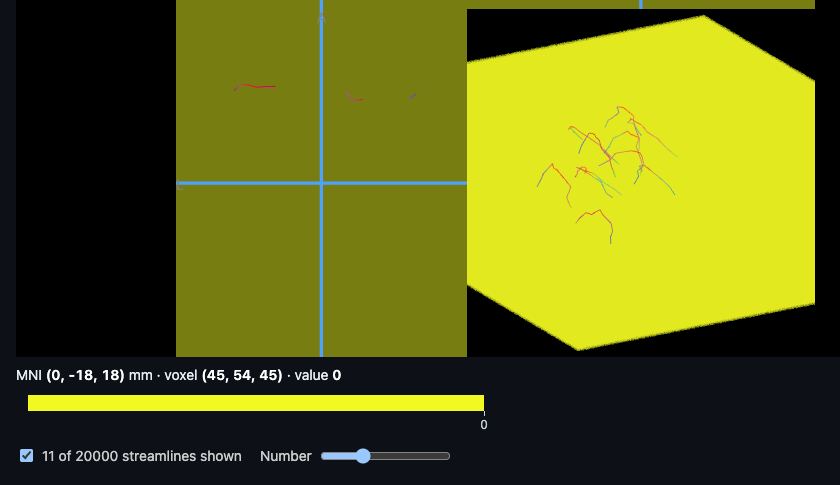 MNI (0, -18, 18) mm · voxel (45, 54, 45) · value 0
0
11 of 20000 streamlines shown Number